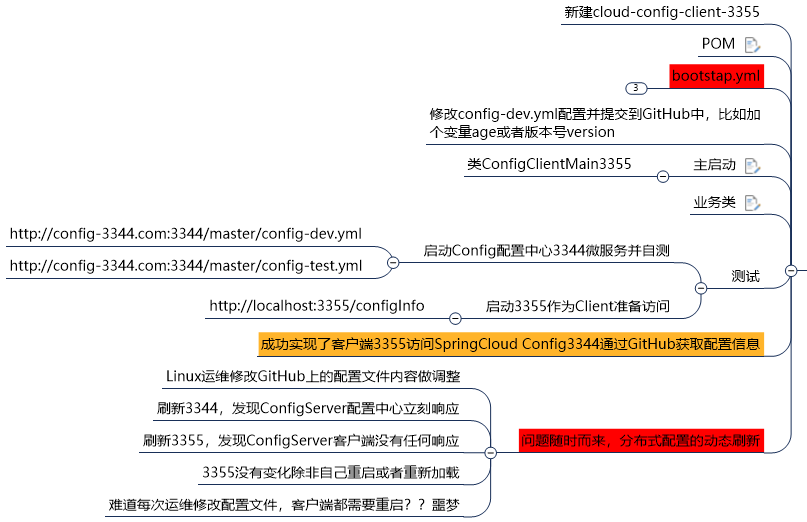 新建cloud-config-client-3355
POM
bootstap.yml
3
修改config-dev.yml配置并提交到GitHub中，比如加
个变量age或者版本号version
主启动
类ConfigClientMain3355
业务类
测试
启动Config配置中心3344微服务并自测
http://config-3344.com:3344/master/config-dev.yml
http://config-3344.com:3344/master/config-test.yml
启动3355作为Client准备访问
http://localhost:3355/configInfo
成功实现了客户端3355访问SpringCloud Config3344通过GitHub获取配置信息
问题随时而来，分布式配置的动态刷新
Linux运维修改GitHub上的配置文件内容做调整
刷新3344，发现ConfigServer配置中心立刻响应
刷新3355，发现ConfigServer客户端没有任何响应
3355没有变化除非自己重启或者重新加载
难道每次运维修改配置文件，客户端都需要重启？？噩梦